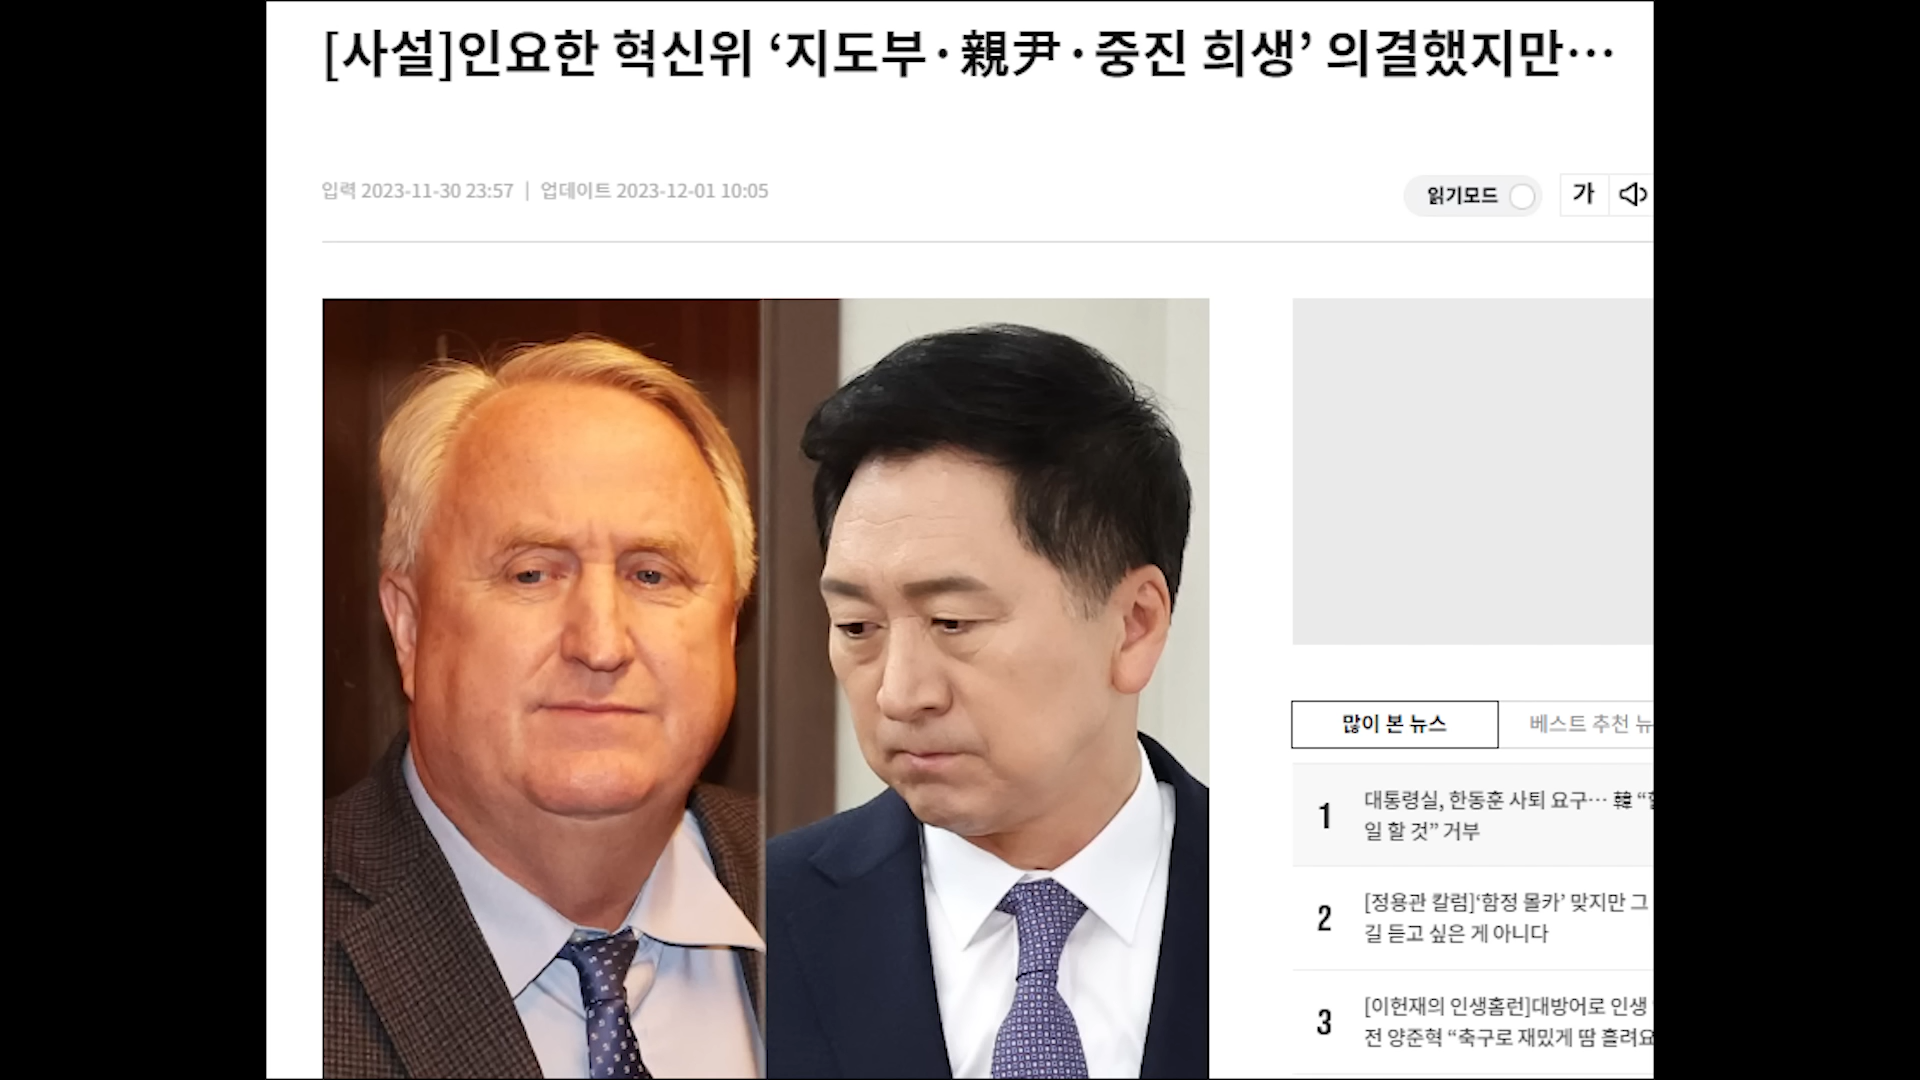 [사설]인요한 혁신위 ‘지도부·親尹·중진 희생’ 의결했지만…
입력 2023-11-30 23:57 | 업데이트 2023-12-01 10:05
읽기모드
가
많이 본 뉴스
베스트 추천 뉴
1
대통령실, 한동훈 사퇴 요구… 韓
일 할 것” 거부
2
[정용관 칼럼]‘함정 몰카’ 맞지만 그
길 듣고 싶은 게 아니다
3
[이헌재의 인생홈런]대방어로 인생
전 양준혁 “축구로 재밌게 땀 흘려요